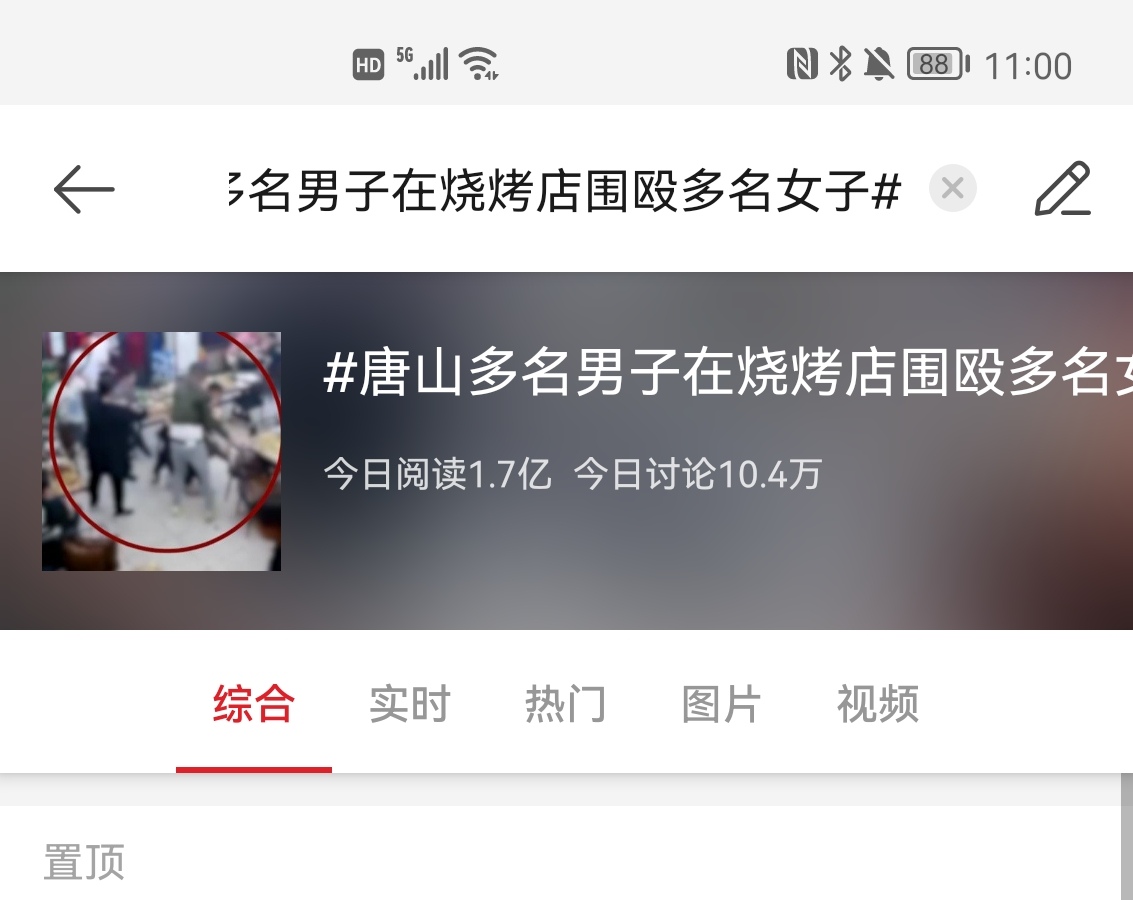 HD 5G 88 11:00
多名男子在烧烤店围殴多名女子#
#唐山多名男子在烧烤店围殴多名女
今日阅读1.7亿 今日讨论10.4万
综合 实时 热门 图片 视频
置顶